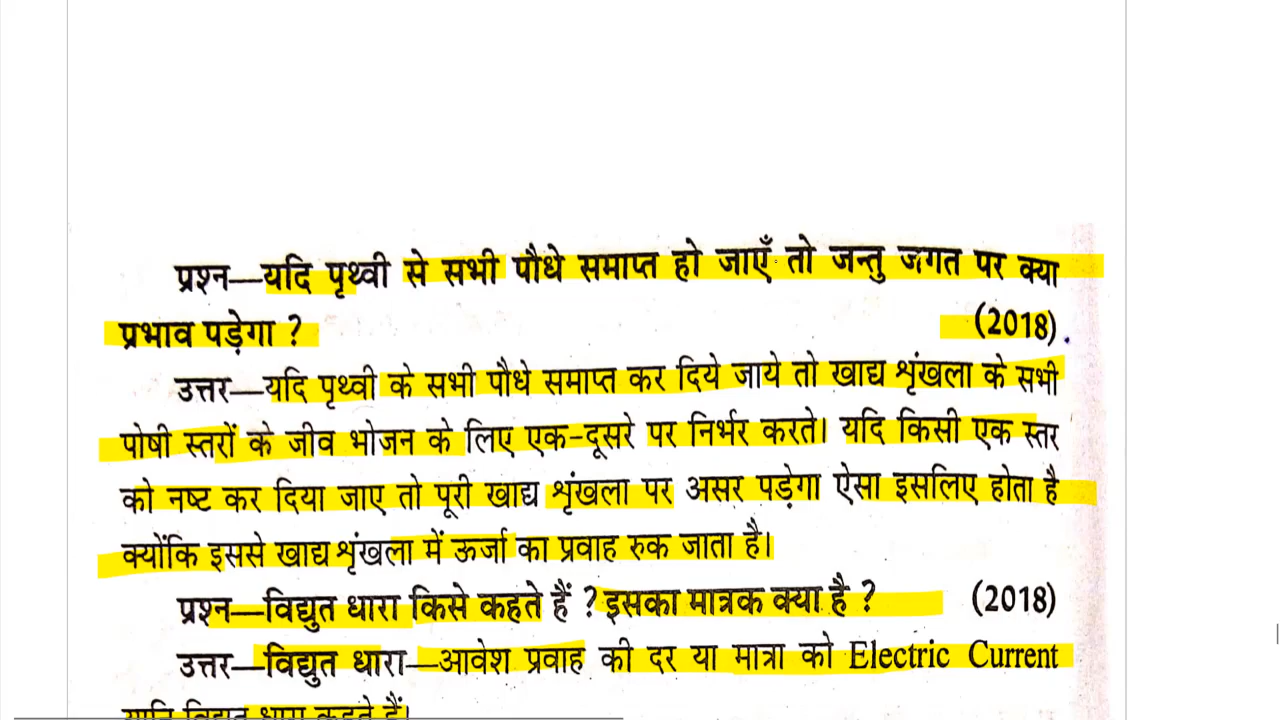 प्रश्न—यदि पृथ्वी से सभी पौधे समाप्त हो जाएँ तो जन्तु जगत पर क्या
प्रभाव पड़ेगा ? (2018)
उत्तर—यदि पृथ्वी के सभी पौधे समाप्त कर दिये जाये तो खाद्य शृंखला के सभी
पोषी स्तरों के जीव भोजन के लिए एक-दूसरे पर निर्भर करते। यदि किसी एक स्तर
को नष्ट कर दिया जाए तो पूरी खाद्य शृंखला पर असर पड़ेगा ऐसा इसलिए होता है
क्योंकि इससे खाद्य शृंखला में ऊर्जा का प्रवाह रुक जाता है।
प्रश्न—विद्युत धारा किसे कहते हैं ? इसका मात्रक क्या है ? (2018)
उत्तर—विद्युत धारा—आवेश प्रवाह की दर या मात्रा को Electric Current
यानि विद्युत धारा कहते हैं।